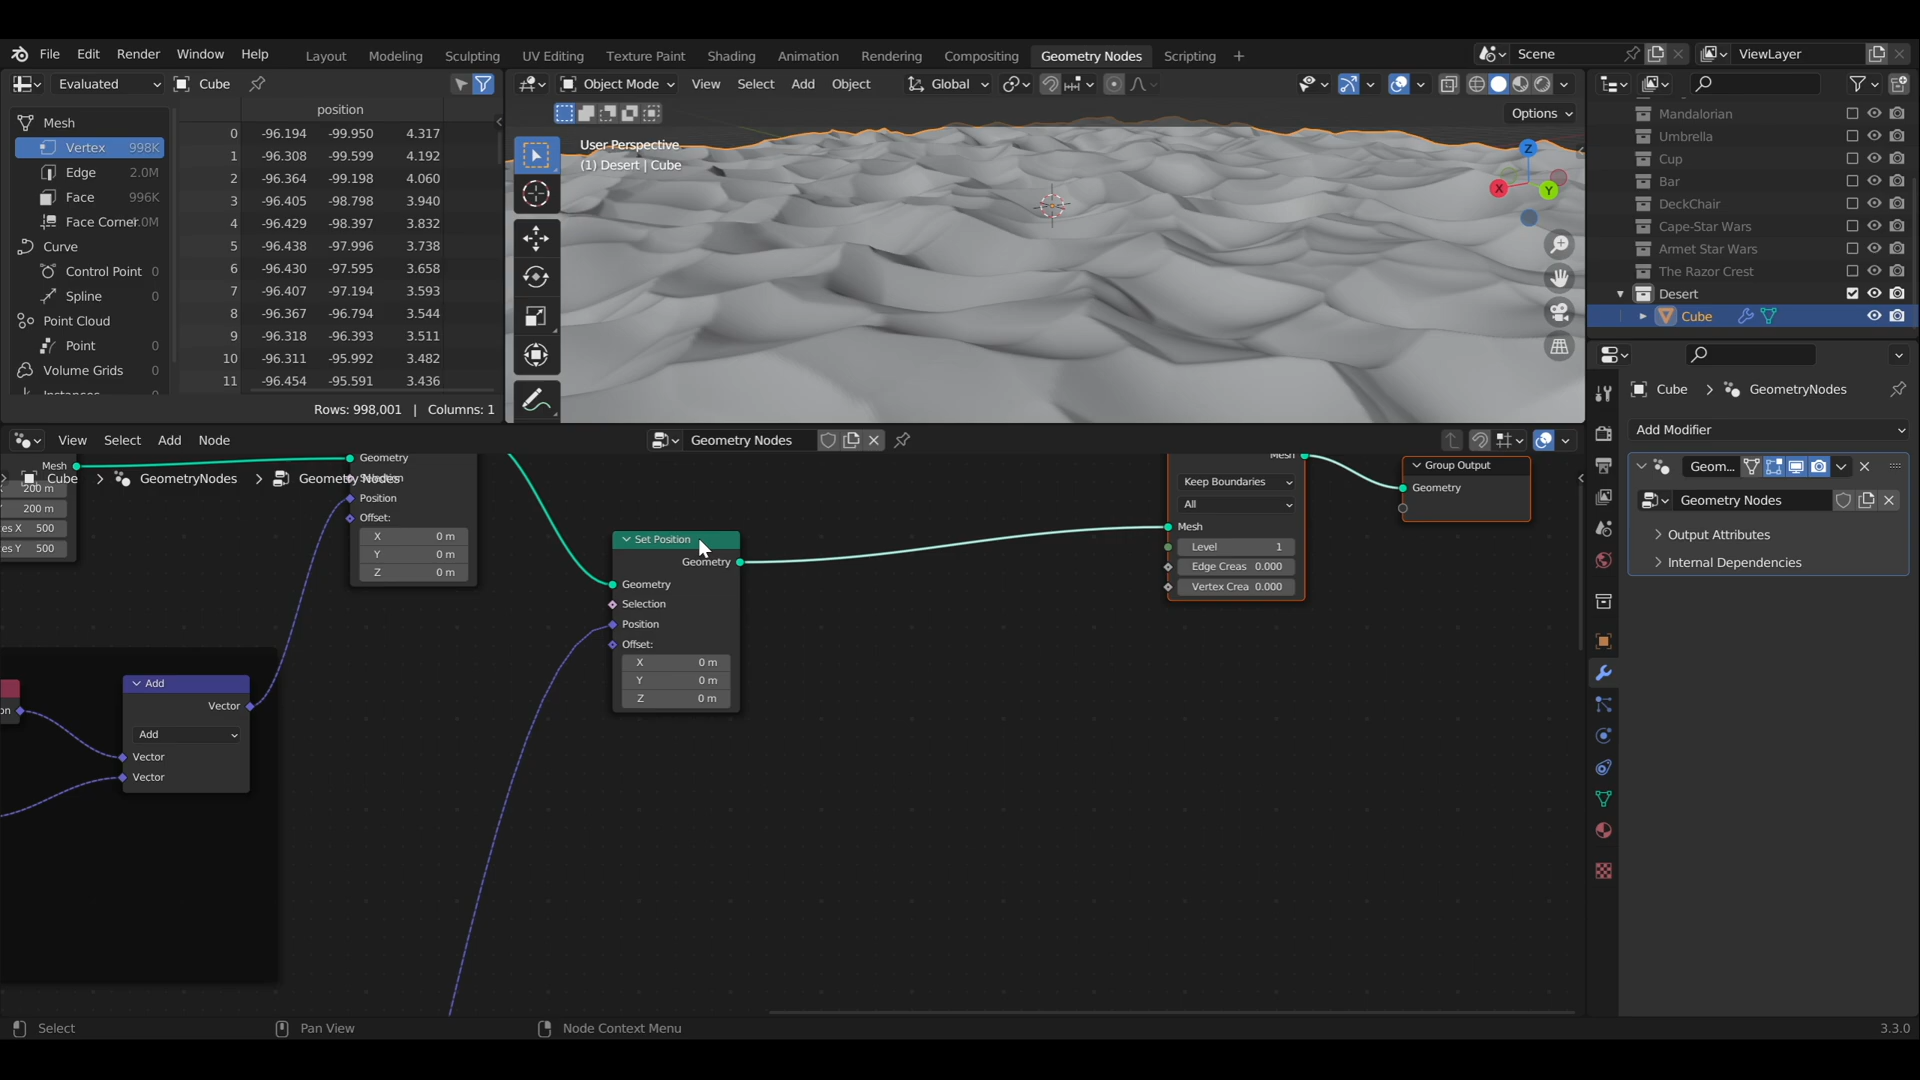 File Edit Render Window Help Layout Modeling Sculpting UV Editing Texture Paint Shading Animation Rendering Compositing Geometry Nodes Scripting Scene ViewLayer
Evaluated Cube
position
Mesh
Vertex 998K
Edge 2.0M
Face 996K
Face Corner .0M
Curve
Control Point 0
Spline 0
Point Cloud
Point 0
Volume Grids 0
0 -96.194 -99.950 4.317
1 -96.308 -99.599 4.192
2 -96.364 -99.198 4.060
3 -96.405 -98.798 3.940
4 -96.429 -98.397 3.832
5 -96.438 -97.996 3.738
6 -96.430 -97.595 3.658
7 -96.407 -97.194 3.593
8 -96.367 -96.794 3.544
9 -96.318 -96.393 3.511
10 -96.311 -95.992 3.482
11 -96.454 -95.591 3.436
Rows: 998,001 | Columns: 1
Object Mode View Select Add Object Global
Options
User Perspective
(1) Desert | Cube
Z
X
Y
Mandalorian
Umbrella
Cup
Bar
DeckChair
Cape-Star Wars
Armet Star Wars
The Razor Crest
Desert
Cube
Cube > GeometryNodes
Add Modifier
Geom...
Geometry Nodes
Output Attributes
Internal Dependencies
View Select Add Node Geometry Nodes
Cube > GeometryNodes > Geometry Nodes
Mesh
200 m
200 m
es X 500
es Y 500
Geometry
Selection
Position
Offset:
X 0 m
Y 0 m
Z 0 m
Set Position
Geometry
Geometry
Selection
Position
Offset:
X 0 m
Y 0 m
Z 0 m
Add
Vector
Add
Vector
Vector
on
Mesh
Keep Boundaries
All
Mesh
Level 1
Edge Creas 0.000
Vertex Crea 0.000
Group Output
Geometry
Select Pan View Node Context Menu 3.3.0